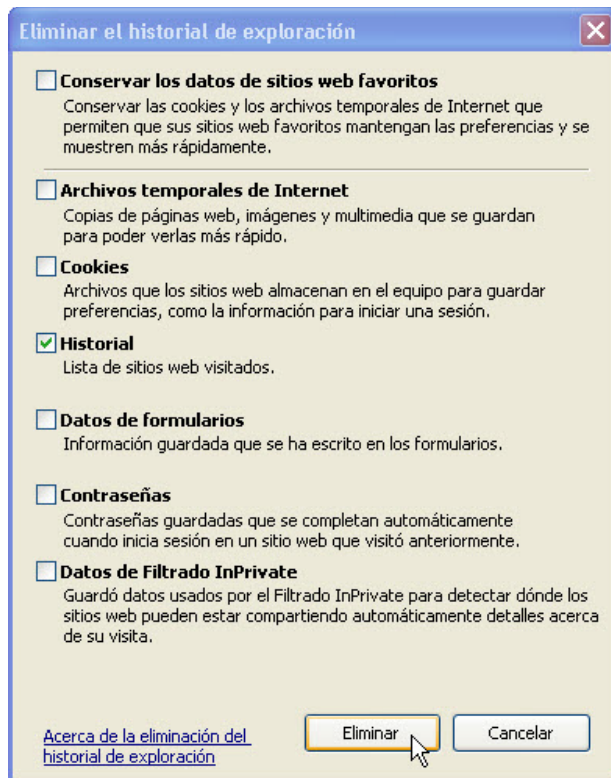 Eliminar el historial de exploración
Conservar los datos de sitios web favoritos
Conservar las cookies y los archivos temporales de Internet que
permiten que sus sitios web favoritos mantengan las preferencias y se
muestren más rápidamente.
Archivos temporales de Internet
Copias de páginas web, imágenes y multimedia que se guardan
para poder verlas más rápido.
Cookies
Archivos que los sitios web almacenan en el equipo para guardar
preferencias, como la información para iniciar una sesión.
Historial
Lista de sitios web visitados.
Datos de formularios
Información guardada que se ha escrito en los formularios.
Contraseñas
Contraseñas guardadas que se completan automáticamente
cuando inicia sesión en un sitio web que visitó anteriormente.
Datos de Filtrado InPrivate
Guardó datos usados por el Filtrado InPrivate para detectar dónde los
sitios web pueden estar compartiendo automáticamente detalles acerca
de su visita.
Acerca de la eliminación del
historial de exploración
Eliminar
Cancelar